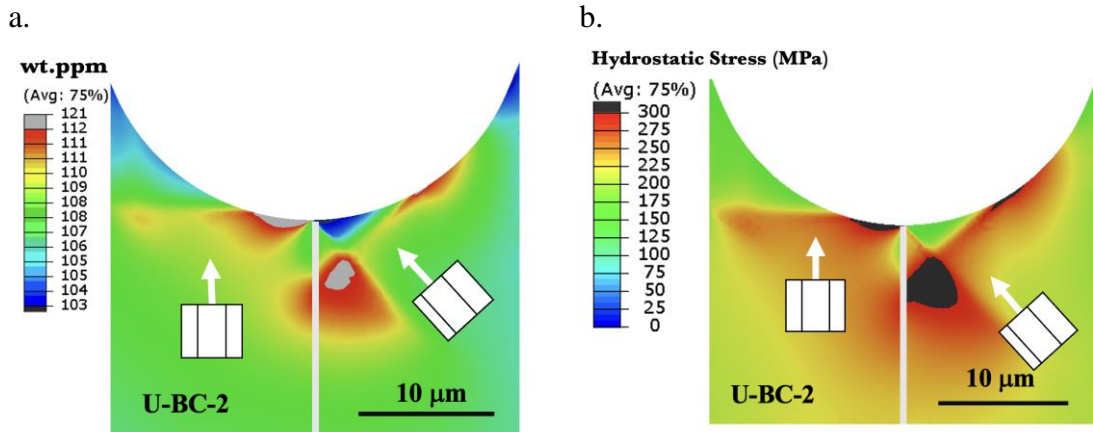 a.
wt.ppm
(Avg: 75%)
121
112
111
110
109
108
108
107
106
105
105
104
103
U-BC-2
10 μm
b.
Hydrostatic Stress (MPa)
(Avg: 75%)
300
275
250
225
200
175
150
125
100
75
50
25
0
U-BC-2
10 μm